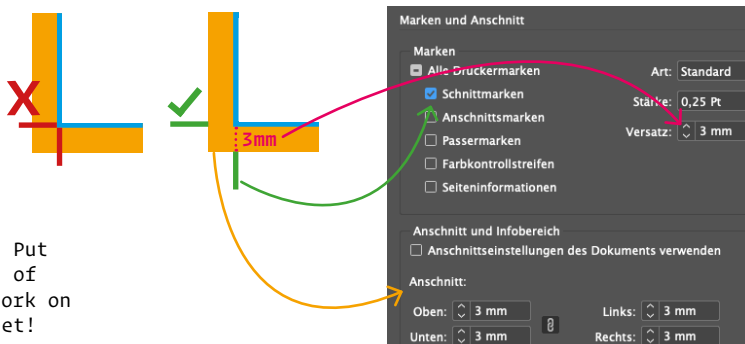 Marken und Anschnitt
Marken
Alle Druckermarken
Art: Standard
Schnittmarken
Stärke: 0,25 Pt
Anschnittsmarken
Versatz: 3 mm
Passermarken
Farbkontrollstreifen
Seiteninformationen
X
3mm
Put
of
ork on
et!
Anschnitt und Infobereich
Anschnittseinstellungen des Dokuments verwenden
Anschnitt:
Oben: 3 mm Links: 3 mm
Unten: 3 mm Rechts: 3 mm